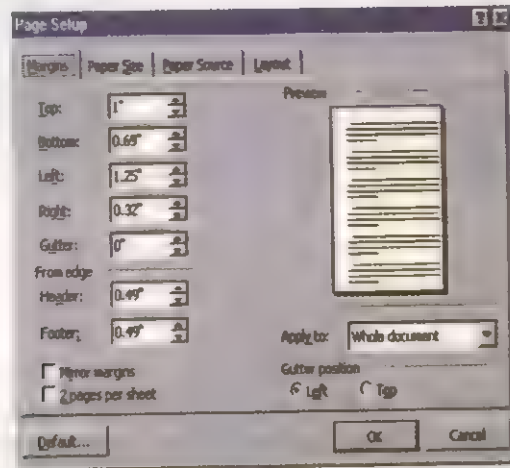 Page Setup
Margins Paper Size Paper Source Layout
Top: 1"
Preview
Bottom: 0.69"
Left: 1.25"
Right: 0.32"
Gutter: 0"
From edge
Header: 0.49"
Footer: 0.49"
Apply to: Whole document
Mirror margins
2 pages per sheet
Gutter position
Left Top
Default... OK Cancel